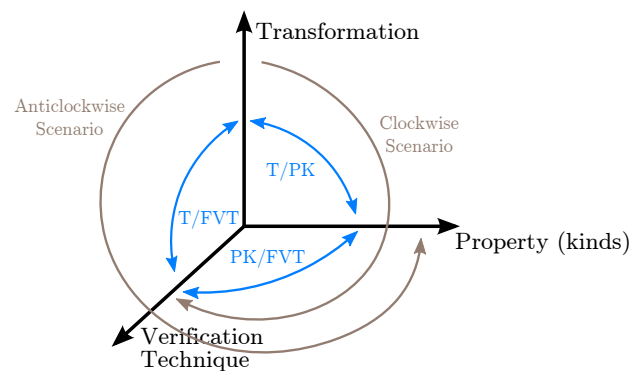 Transformation
Anticlockwise
Scenario
Clockwise
Scenario
T/PK
T/FVT
PK/FVT
Property (kinds)
Verification
Technique